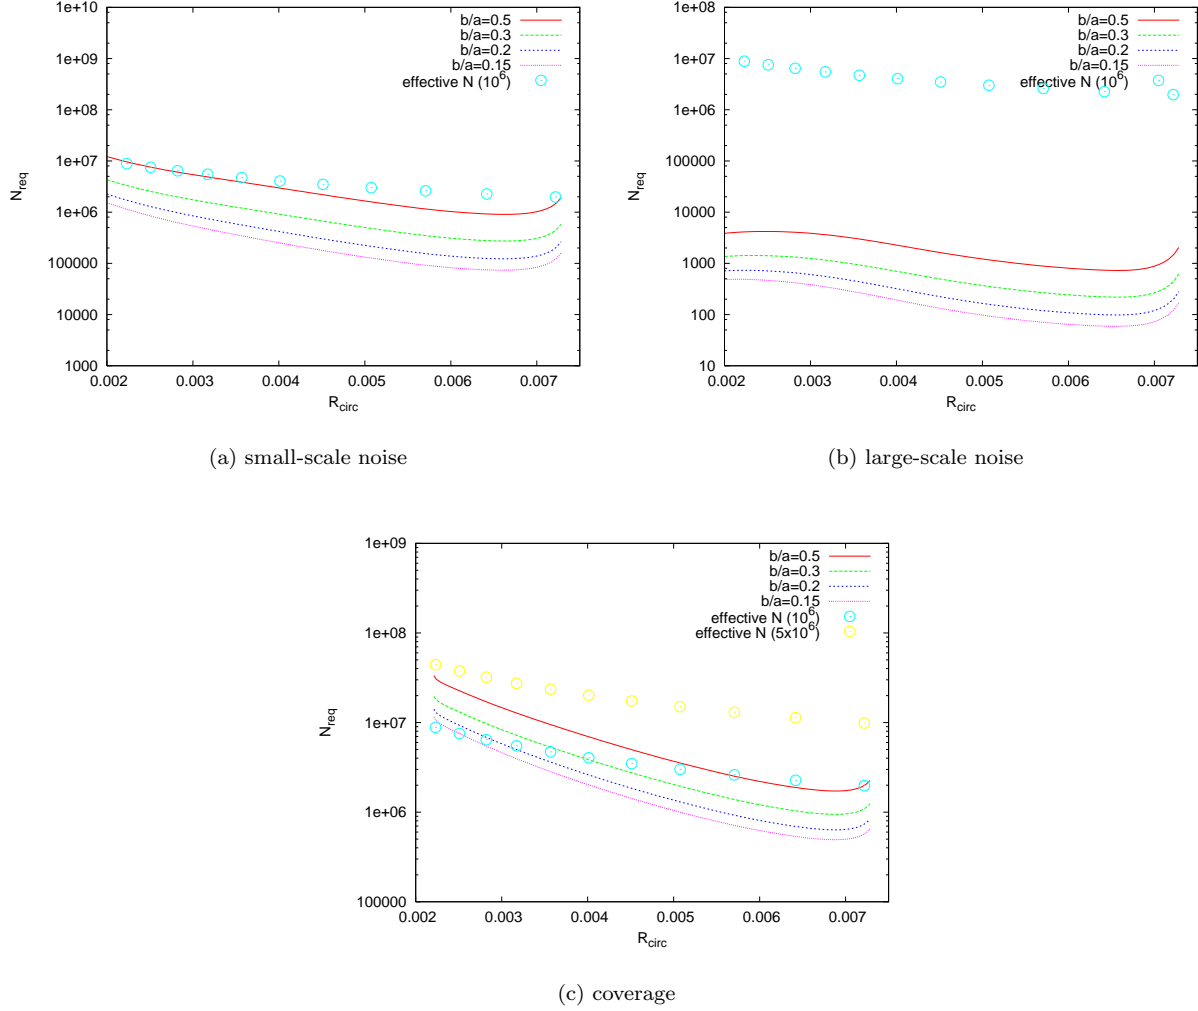 1e+10
1e+09
1e+08
1e+07
1e+06
100000
10000
1000
N_req
0.002 0.003 0.004 0.005 0.006 0.007
R_circ
b/a=0.5
b/a=0.3
b/a=0.2
b/a=0.15
effective N (10^6)
(a) small-scale noise
1e+08
1e+07
1e+06
100000
10000
1000
100
10
N_req
0.002 0.003 0.004 0.005 0.006 0.007
R_circ
b/a=0.5
b/a=0.3
b/a=0.2
b/a=0.15
effective N (10^6)
(b) large-scale noise
1e+09
1e+08
1e+07
1e+06
100000
N_req
0.002 0.003 0.004 0.005 0.006 0.007
R_circ
b/a=0.5
b/a=0.3
b/a=0.2
b/a=0.15
effective N (10^6)
effective N (5x10^6)
(c) coverage